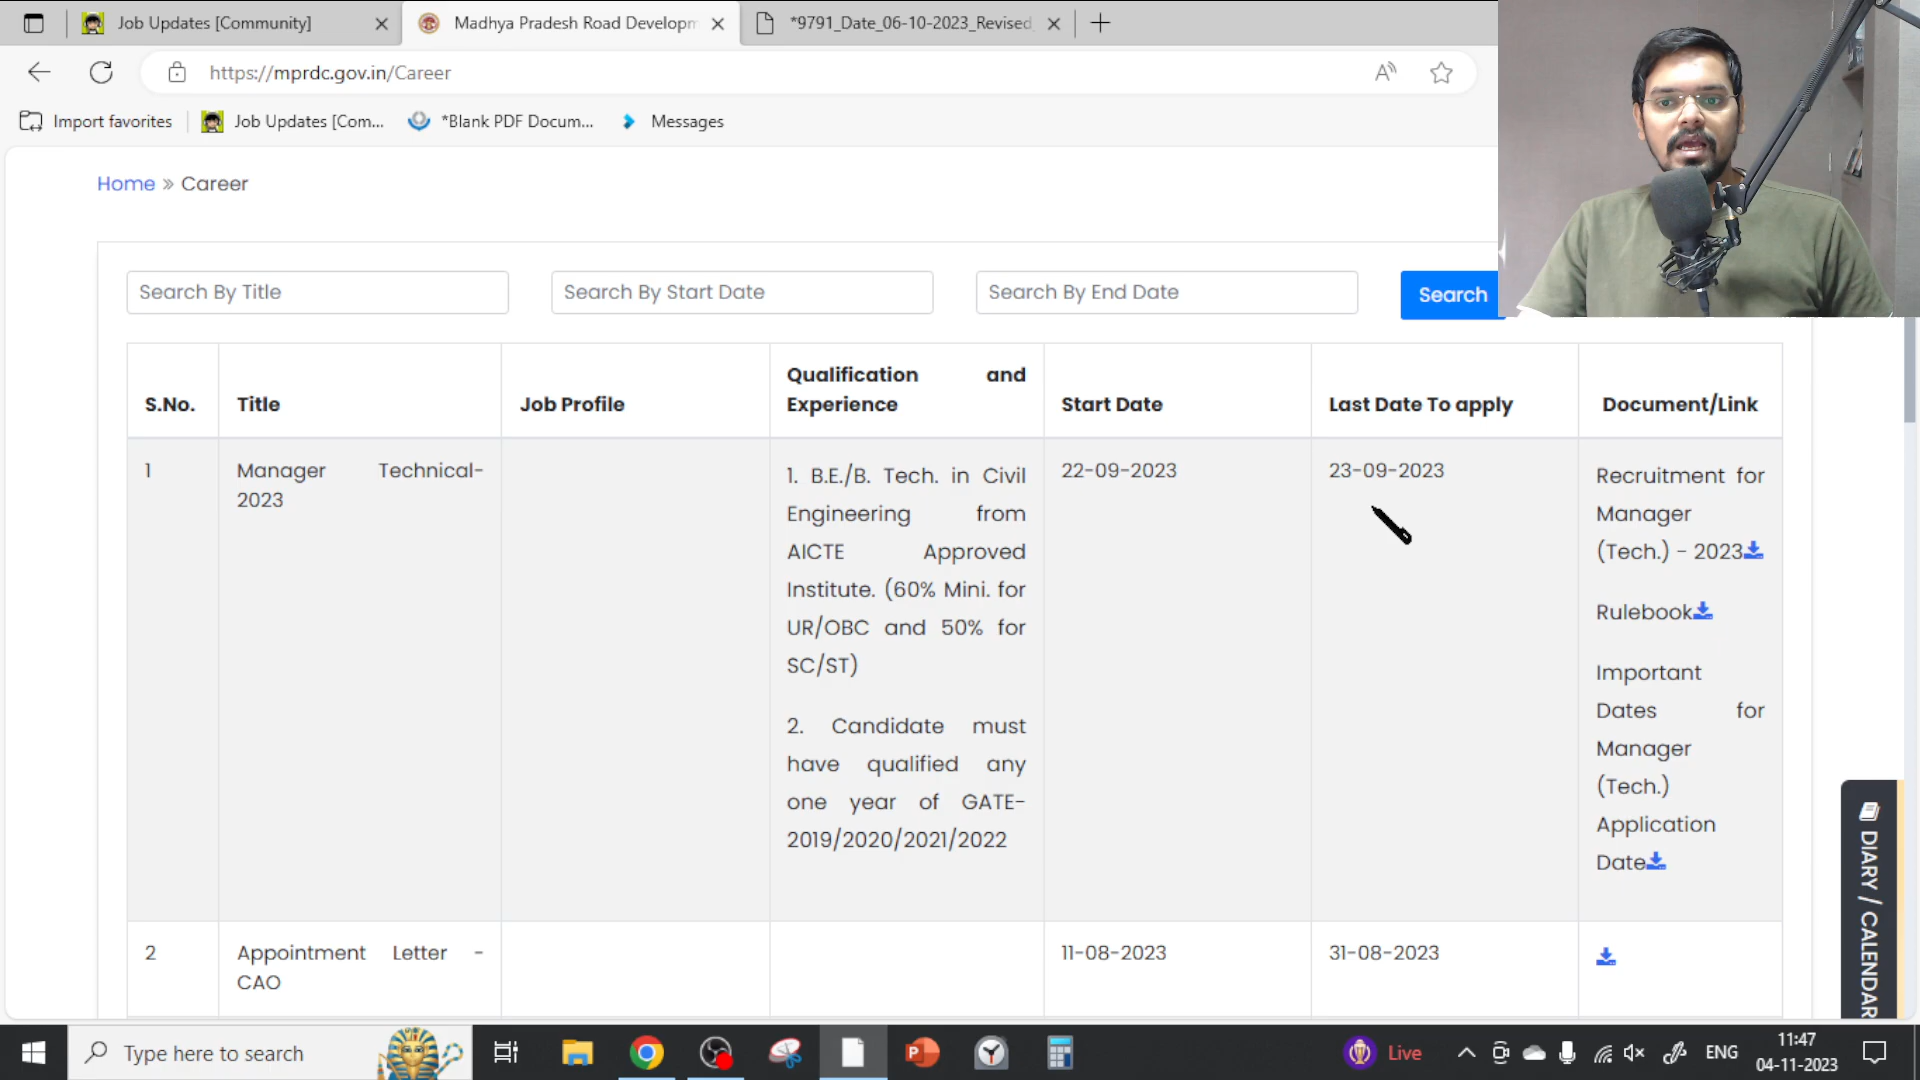 Job Updates [Community]
Madhya Pradesh Road Developm
*9791_Date_06-10-2023_Revised_
https://mprdc.gov.in/Career
Import favorites
Job Updates [Com...
*Blank PDF Docum...
Messages
Home » Career
Search By Title
Search By Start Date
Search By End Date
Search
S.No.
Title
Job Profile
Qualification and
Experience
Start Date
Last Date To apply
Document/Link
1
Manager Technical-
2023
1. B.E./B. Tech. in Civil
Engineering from
AICTE Approved
Institute. (60% Mini. for
UR/OBC and 50% for
SC/ST)
2. Candidate must
have qualified any
one year of GATE-
2019/2020/2021/2022
22-09-2023
23-09-2023
Recruitment for
Manager
(Tech.) - 2023
Rulebook
Important
Dates for
Manager
(Tech.)
Application
Date
2
Appointment Letter -
CAO
11-08-2023
31-08-2023
DIARY / CALENDAR
Type here to search
Live
ENG
11:47
04-11-2023